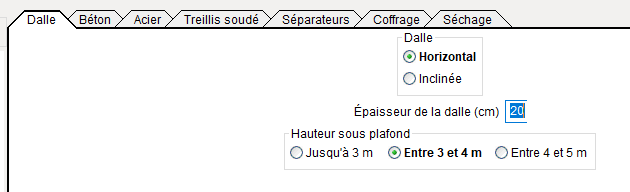 Dalle Béton Acier Treillis soudé Séparateurs Coffrage Séchage
Dalle
Horizontal
Inclinée
Épaisseur de la dalle (cm) 20
Hauteur sous plafond
Jusqu'à 3 m Entre 3 et 4 m Entre 4 et 5 m